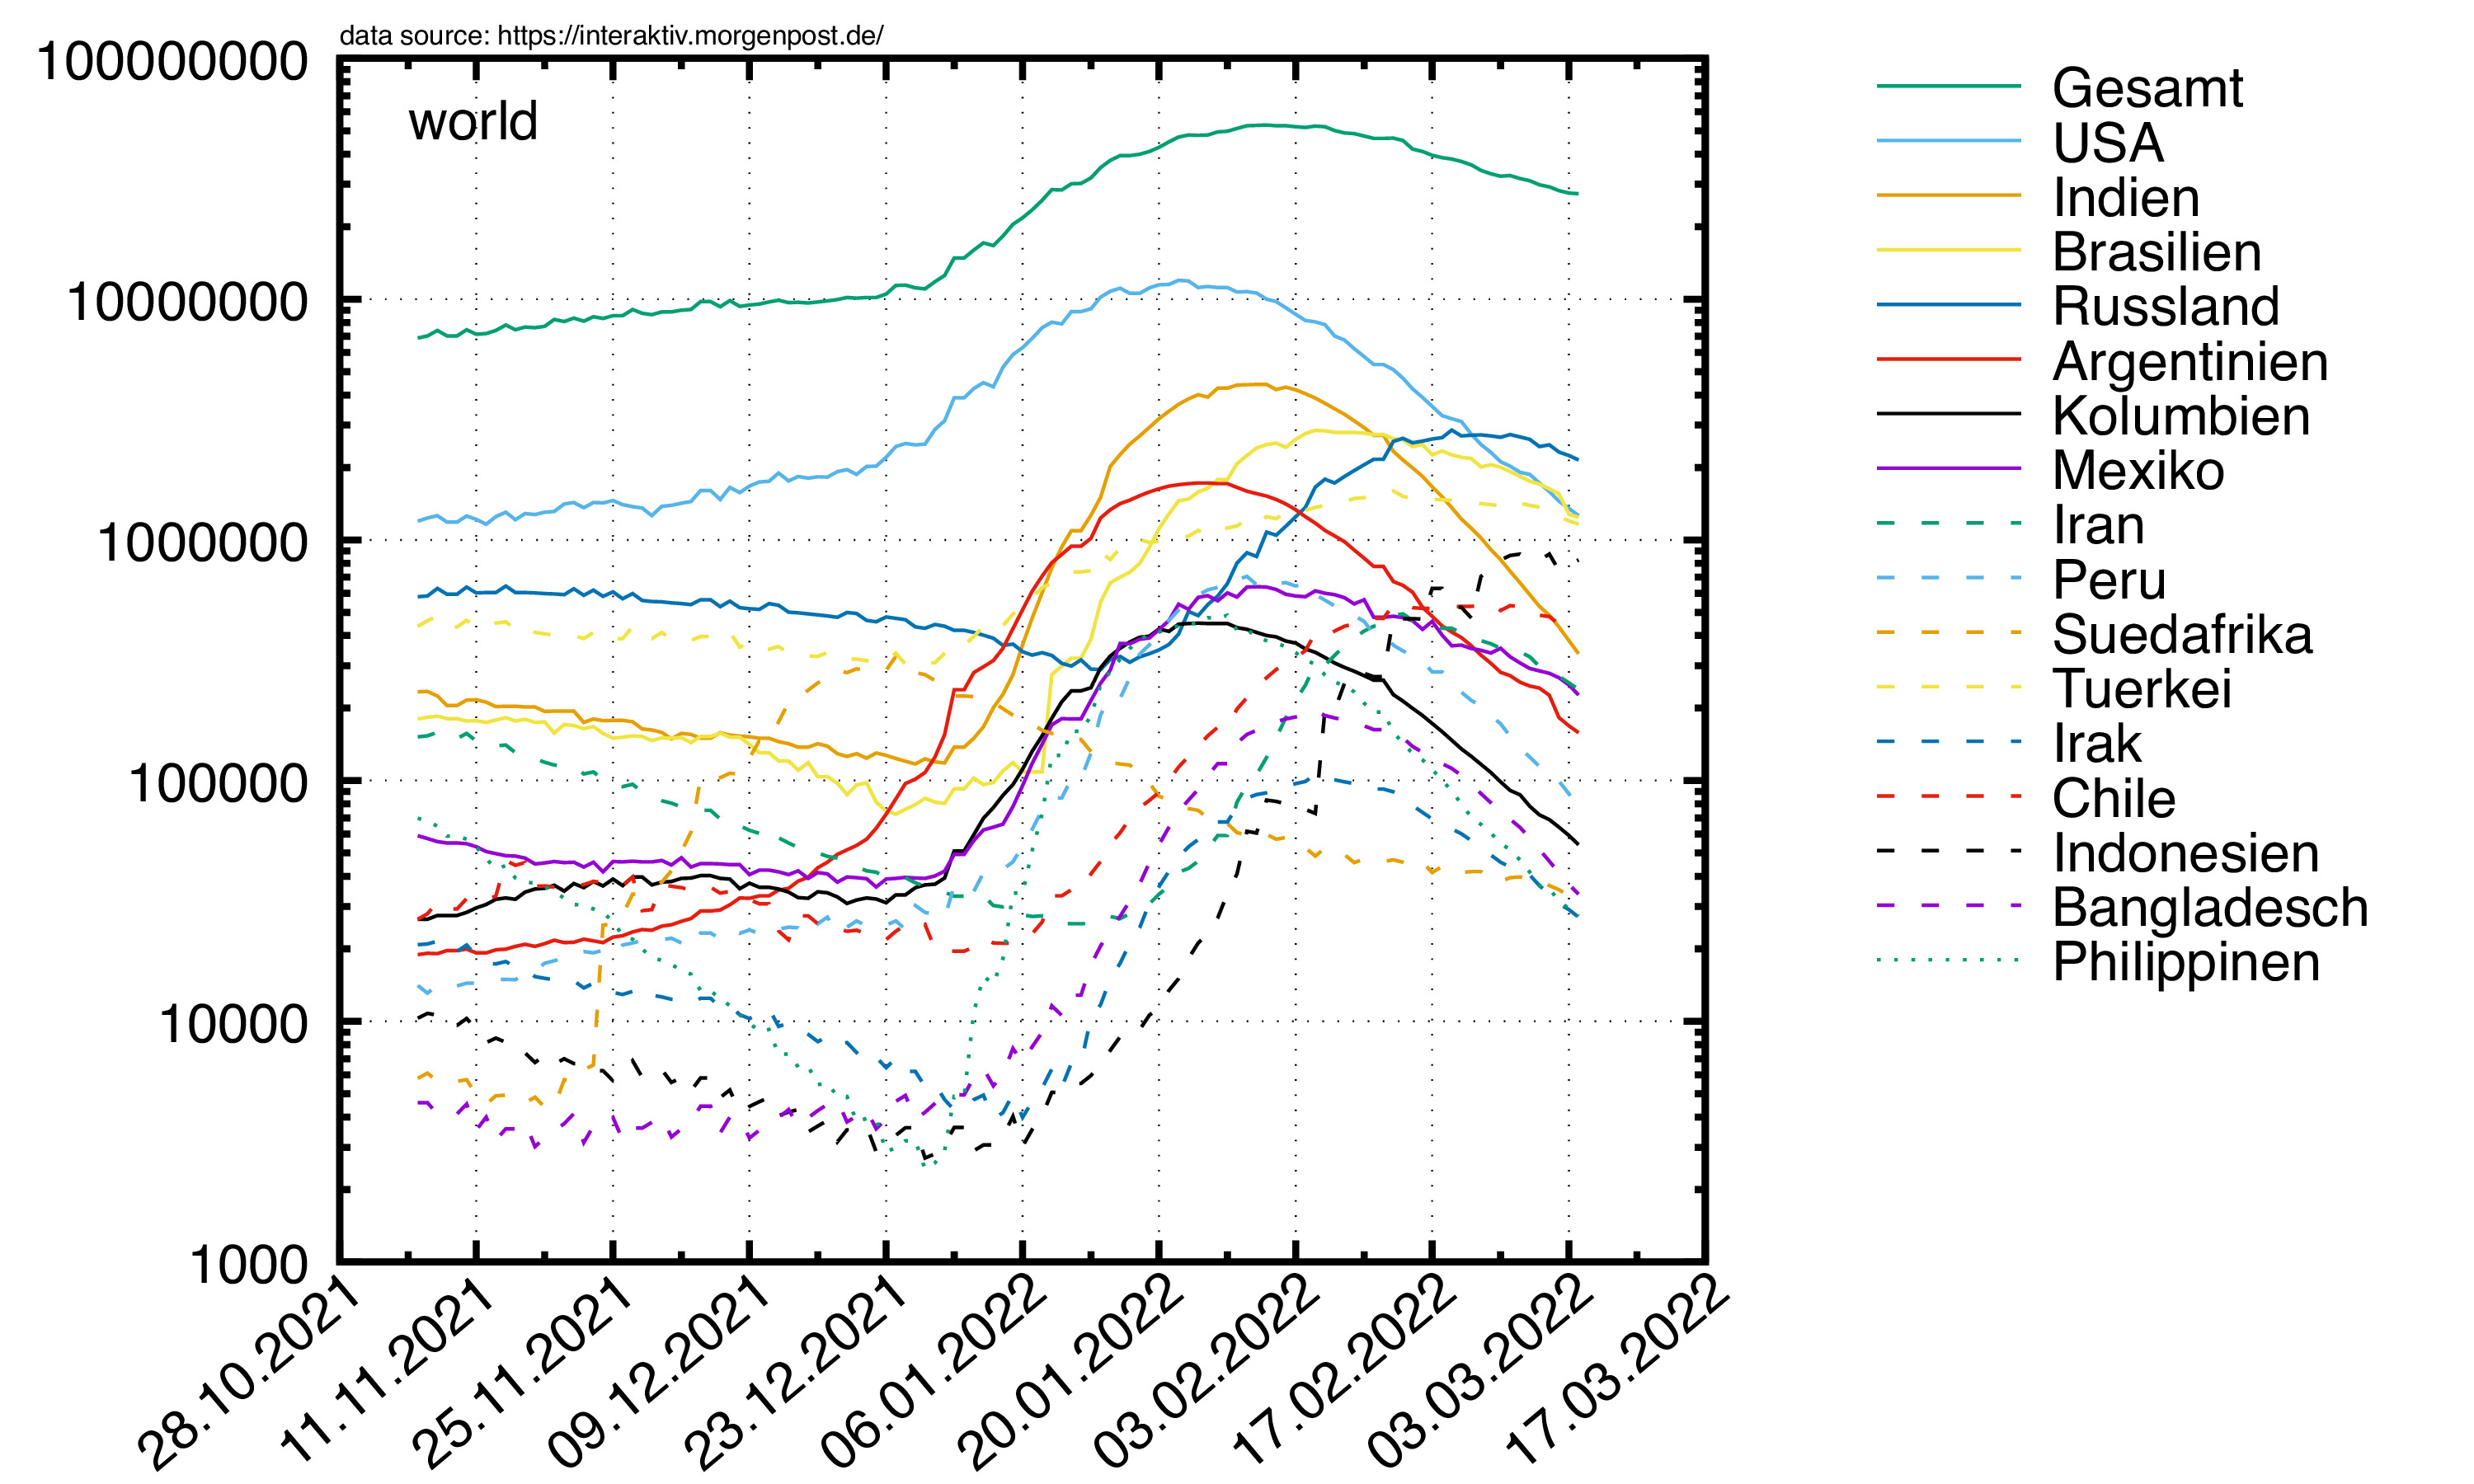 data source: https://interaktiv.morgenpost.de/
world
100000000
10000000
1000000
100000
10000
1000
28.10.2021
11.11.2021
25.11.2021
09.12.2021
23.12.2021
06.01.2022
20.01.2022
03.02.2022
17.02.2022
03.03.2022
17.03.2022
Gesamt
USA
Indien
Brasilien
Russland
Argentinien
Kolumbien
Mexiko
Iran
Peru
Suedafrika
Tuerkei
Irak
Chile
Indonesien
Bangladesch
Philippinen